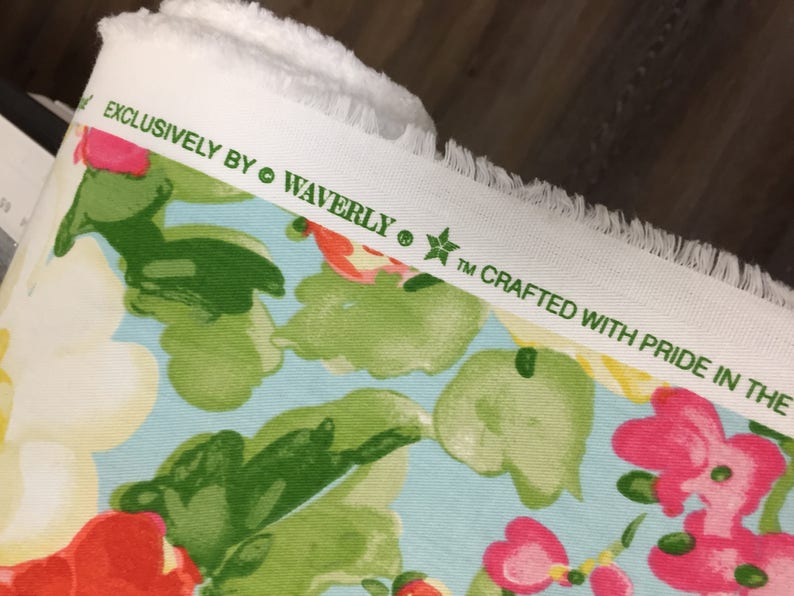 EXCLUSIVELY BY © WAVERLY ® ★ ™ CRAFTED WITH PRIDE IN THE